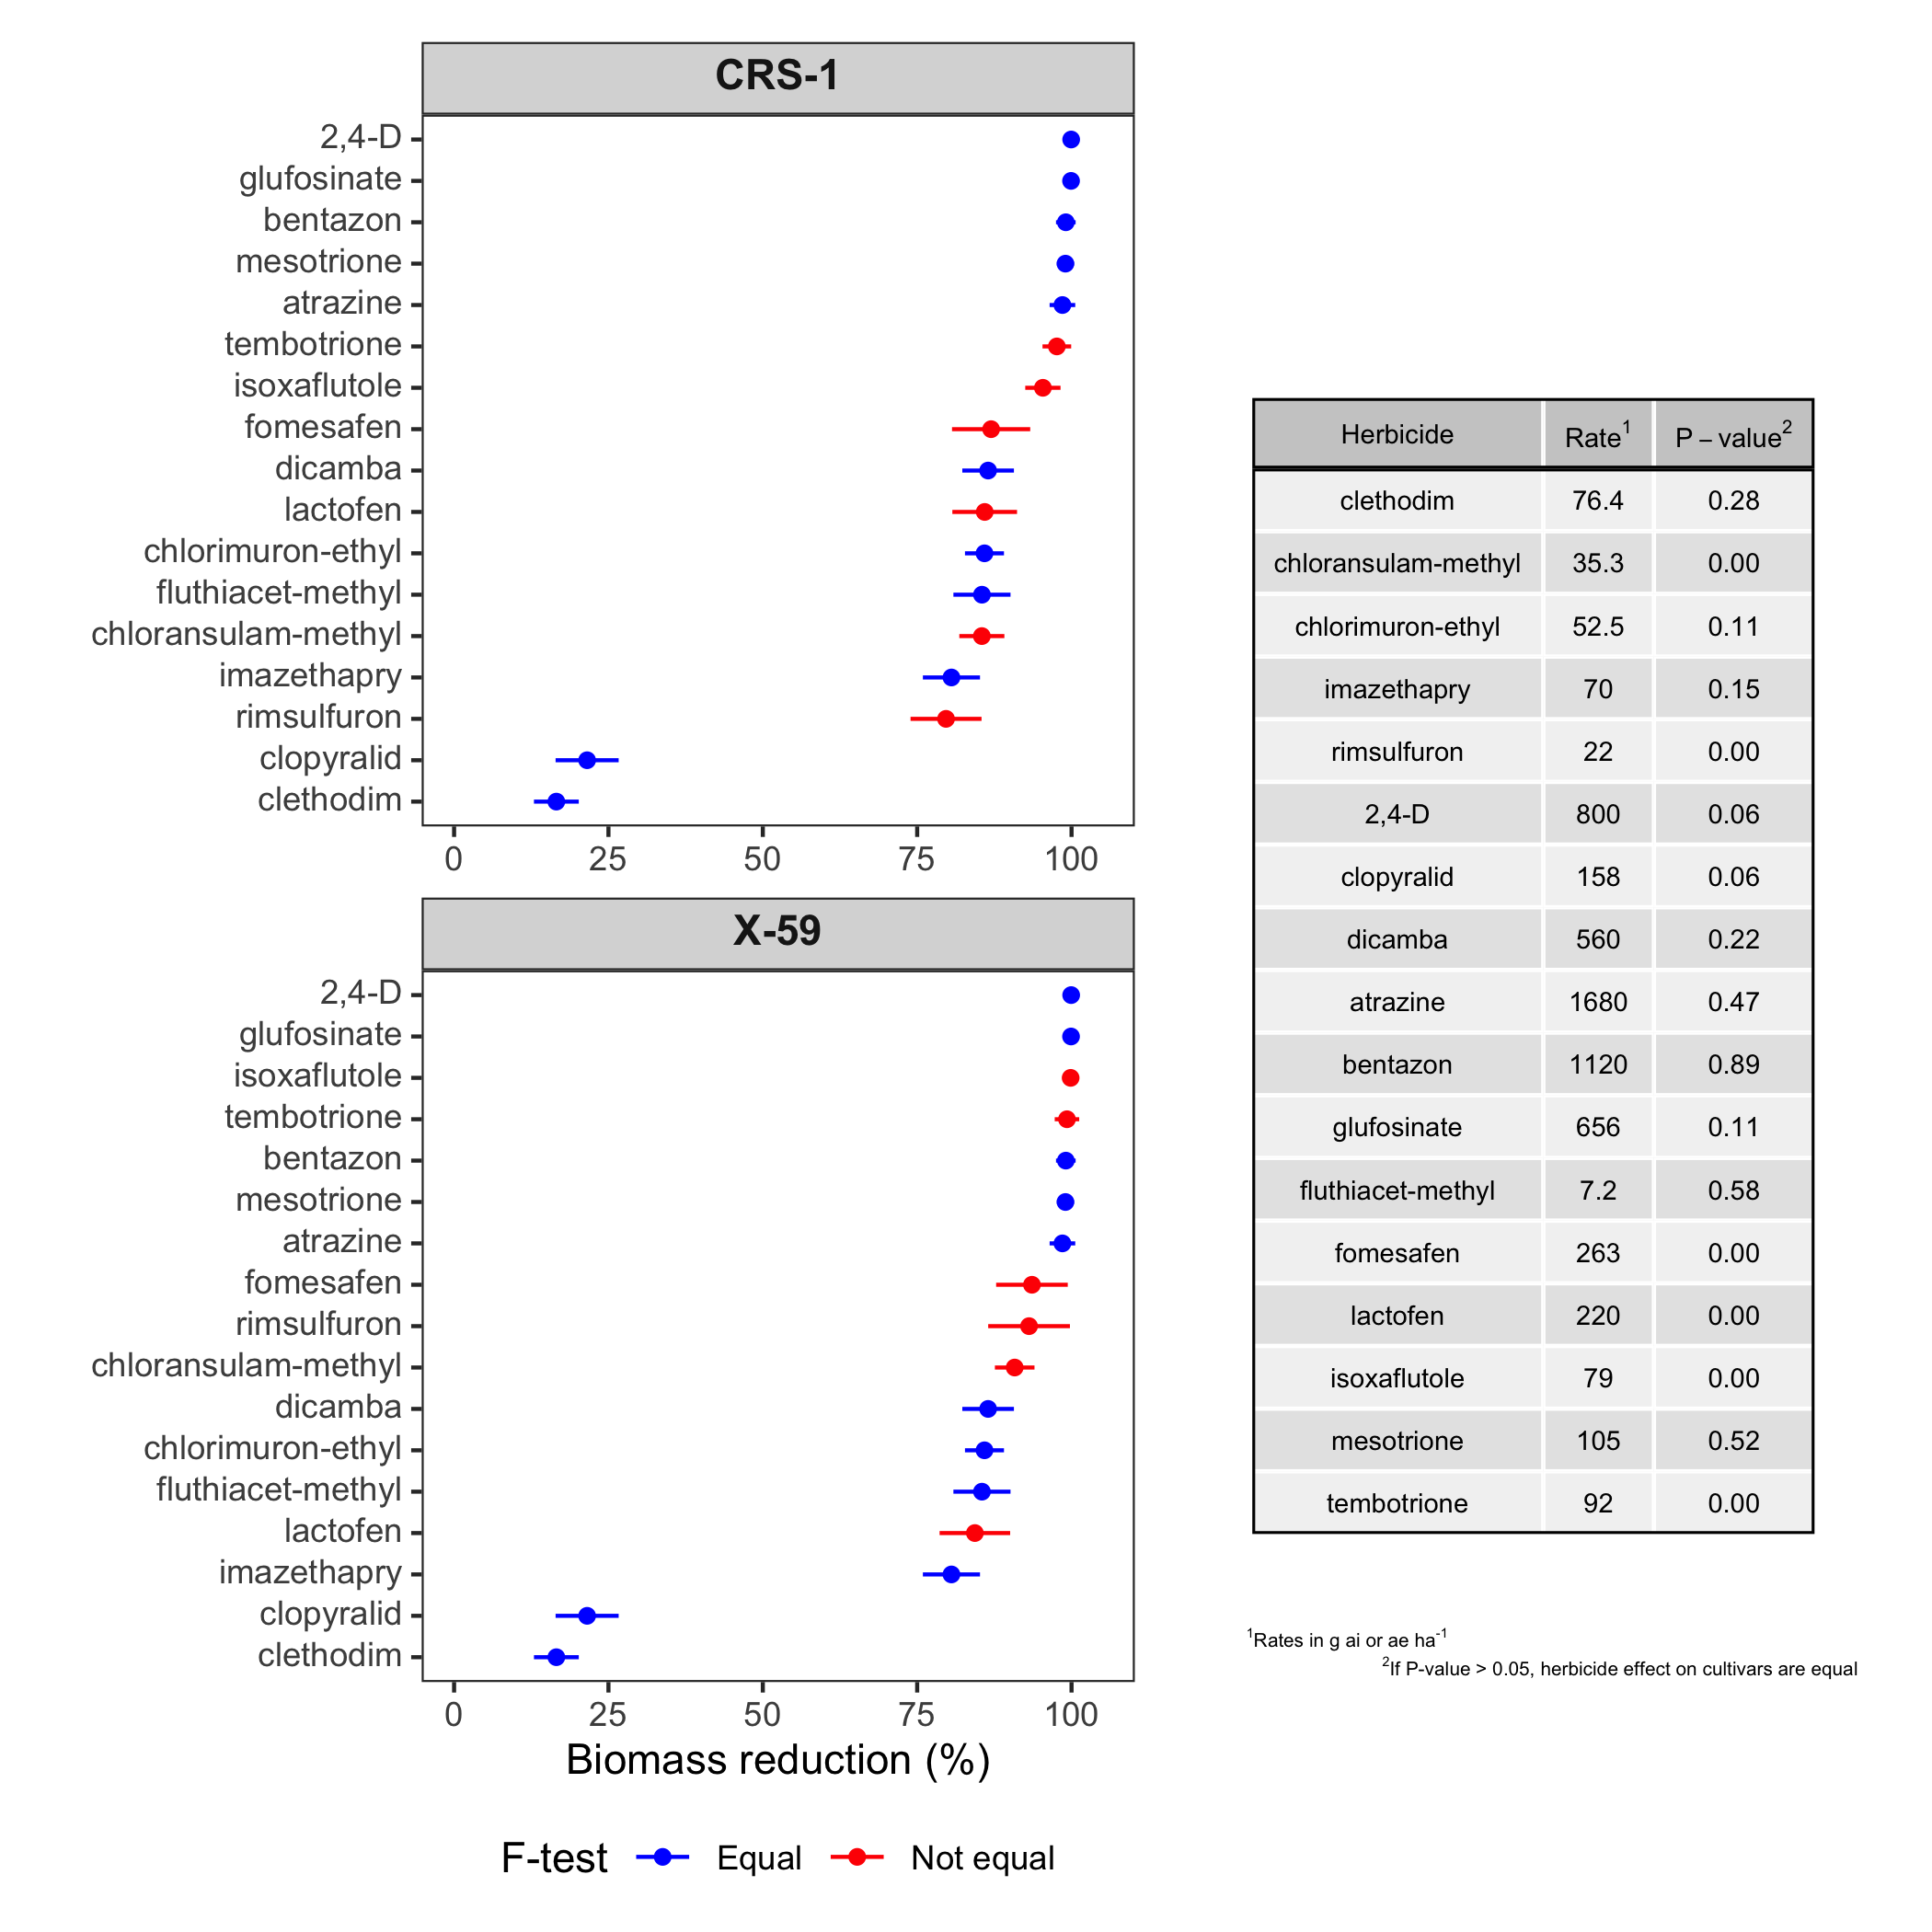 CRS-1
2,4-D
glufosinate
bentazon
mesotrione
atrazine
tembotrione
isoxaflutole
fomesafen
dicamba
lactofen
chlorimuron-ethyl
fluthiacet-methyl
chloransulam-methyl
imazethapry
rimsulfuron
clopyralid
clethodim
0 25 50 75 100
X-59
2,4-D
glufosinate
isoxaflutole
tembotrione
bentazon
mesotrione
atrazine
fomesafen
rimsulfuron
chloransulam-methyl
dicamba
chlorimuron-ethyl
fluthiacet-methyl
lactofen
imazethapry
clopyralid
clethodim
0 25 50 75 100
Biomass reduction (%)
F-test Equal Not equal
Herbicide Rate¹ P – value²
clethodim 76.4 0.28
chloransulam-methyl 35.3 0.00
chlorimuron-ethyl 52.5 0.11
imazethapry 70 0.15
rimsulfuron 22 0.00
2,4-D 800 0.06
clopyralid 158 0.06
dicamba 560 0.22
atrazine 1680 0.47
bentazon 1120 0.89
glufosinate 656 0.11
fluthiacet-methyl 7.2 0.58
fomesafen 263 0.00
lactofen 220 0.00
isoxaflutole 79 0.00
mesotrione 105 0.52
tembotrione 92 0.00
¹Rates in g ai or ae ha⁻¹
²If P-value > 0.05, herbicide effect on cultivars are equal